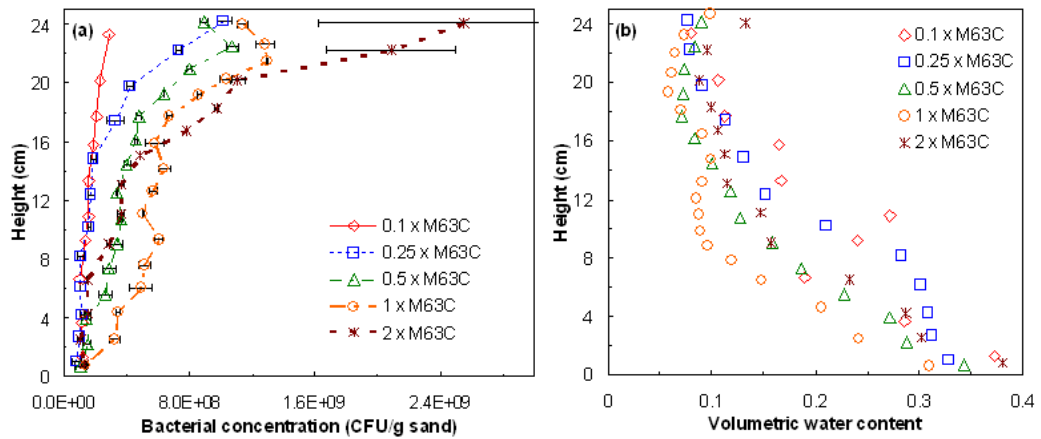 (a)
Height (cm)
24
20
16
12
8
4
0
0.0E+00
8.0E+08
1.6E+09
2.4E+09
Bacterial concentration (CFU/g sand)
0.1 x M63C
0.25 x M63C
0.5 x M63C
1 x M63C
2 x M63C
(b)
Height (cm)
24
20
16
12
8
4
0
0
0.1
0.2
0.3
0.4
Volumetric water content
0.1 x M63C
0.25 x M63C
0.5 x M63C
1 x M63C
2 x M63C